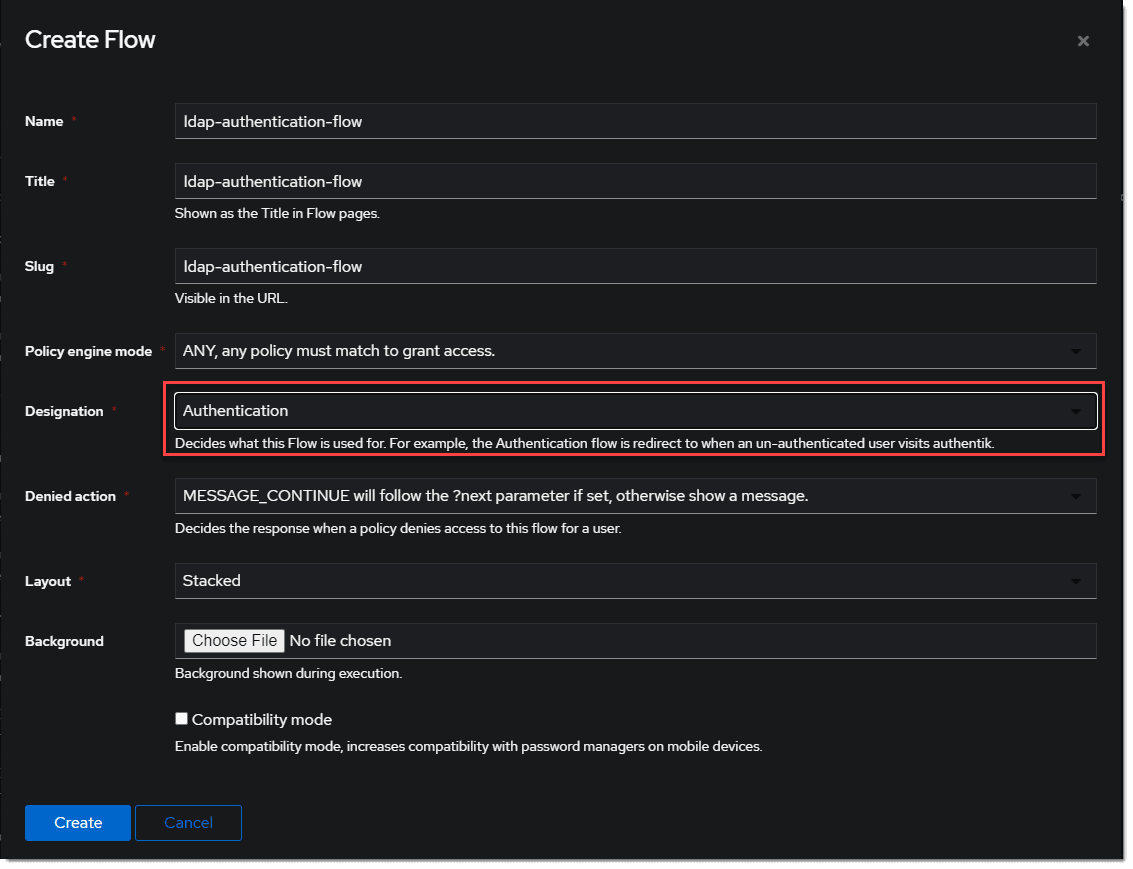 Create Flow
Name *
ldap-authentication-flow
Title *
ldap-authentication-flow
Shown as the Title in Flow pages.
Slug *
ldap-authentication-flow
Visible in the URL.
Policy engine mode *
ANY, any policy must match to grant access.
Designation *
Authentication
Decides what this Flow is used for. For example, the Authentication flow is redirect to when an un-authenticated user visits authentik.
Denied action *
MESSAGE_CONTINUE will follow the ?next parameter if set, otherwise show a message.
Decides the response when a policy denies access to this flow for a user.
Layout *
Stacked
Background
Choose File No file chosen
Background shown during execution.
Compatibility mode
Enable compatibility mode, increases compatibility with password managers on mobile devices.
Create Cancel